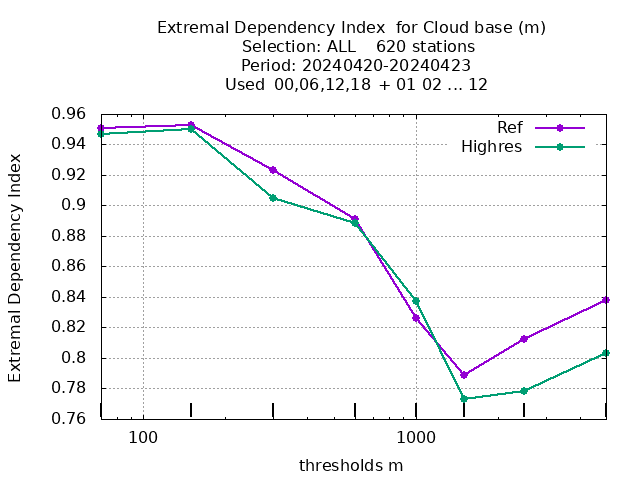 Extremal Dependency Index  for Cloud base (m)
Selection: ALL    620 stations
Period: 20240420-20240423
Used  00,06,12,18 + 01 02 ... 12
Ref
Highres
0.96
0.94
0.92
0.9
0.88
0.86
0.84
0.82
0.8
0.78
0.76
Extremal Dependency Index
100
1000
thresholds m